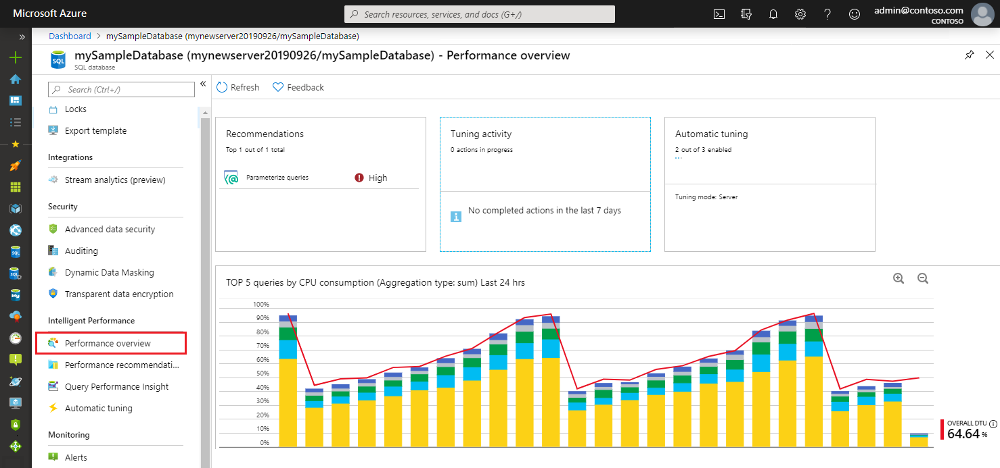 Microsoft Azure
Search resources, services, and docs (G+/)
admin@contoso.com
CONTOSO
Dashboard > mySampleDatabase (mynewserver20190926/mySampleDatabase)
SQL
mySampleDatabase (mynewserver20190926/mySampleDatabase) - Performance overview
SQL database
Search (Ctrl+/)
Locks
Export template
Integrations
Stream analytics (preview)
Security
Advanced data security
Auditing
Dynamic Data Masking
Transparent data encryption
Intelligent Performance
Performance overview
Performance recommendati...
Query Performance Insight
Automatic tuning
Monitoring
Alerts
SQL
SQL
My
Refresh
Feedback
Recommendations
Top 1 out of 1 total
Parameterize queries
High
Tuning activity
0 actions in progress
No completed actions in the last 7 days
Automatic tuning
2 out of 3 enabled
Tuning mode: Server
TOP 5 queries by CPU consumption (Aggregation type: sum) Last 24 hrs
100%
90%
80%
70%
60%
50%
40%
30%
20%
10%
0%
OVERALL DTU
64.64 %